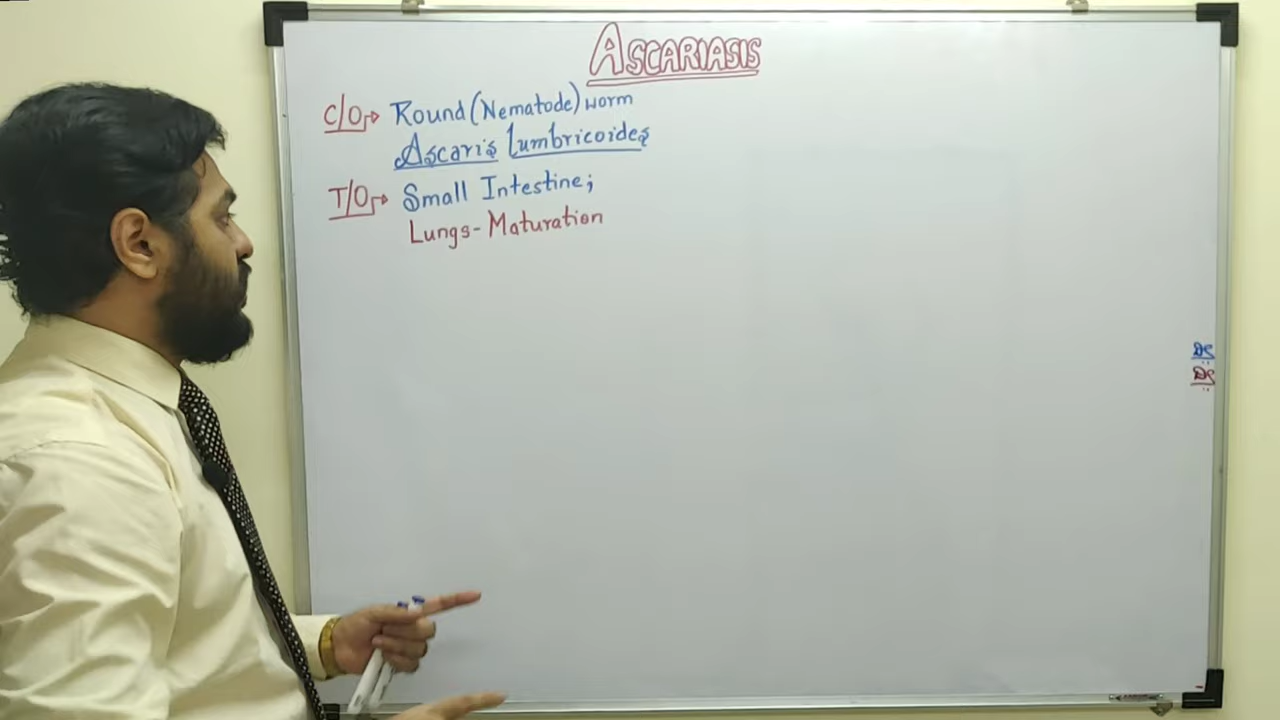 ASCARIASIS
C/O→ Round (Nematode) worm
Ascaris Lumbricoides
T/O→ Small Intestine;
Lungs- Maturation